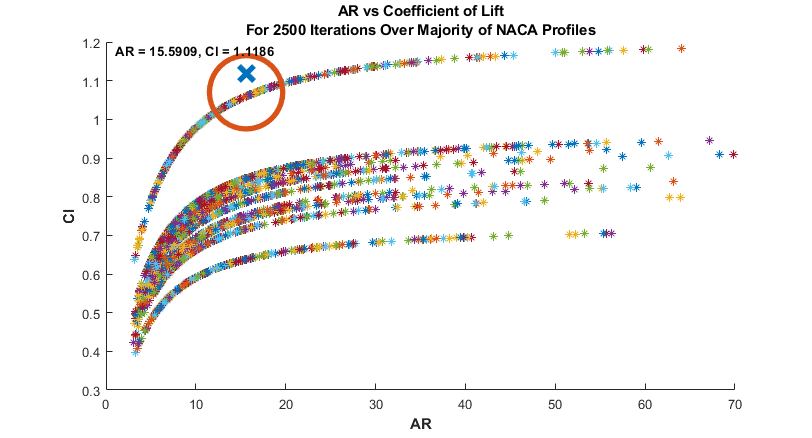 AR vs Coefficient of Lift
For 2500 Iterations Over Majority of NACA Profiles
1.2
AR = 15.5909, Cl = 1.1186
1.1
1
0.9
0.8
Cl
0.7
0.6
0.5
0.4
0.3
0 10 20 30 40 50 60 70
AR